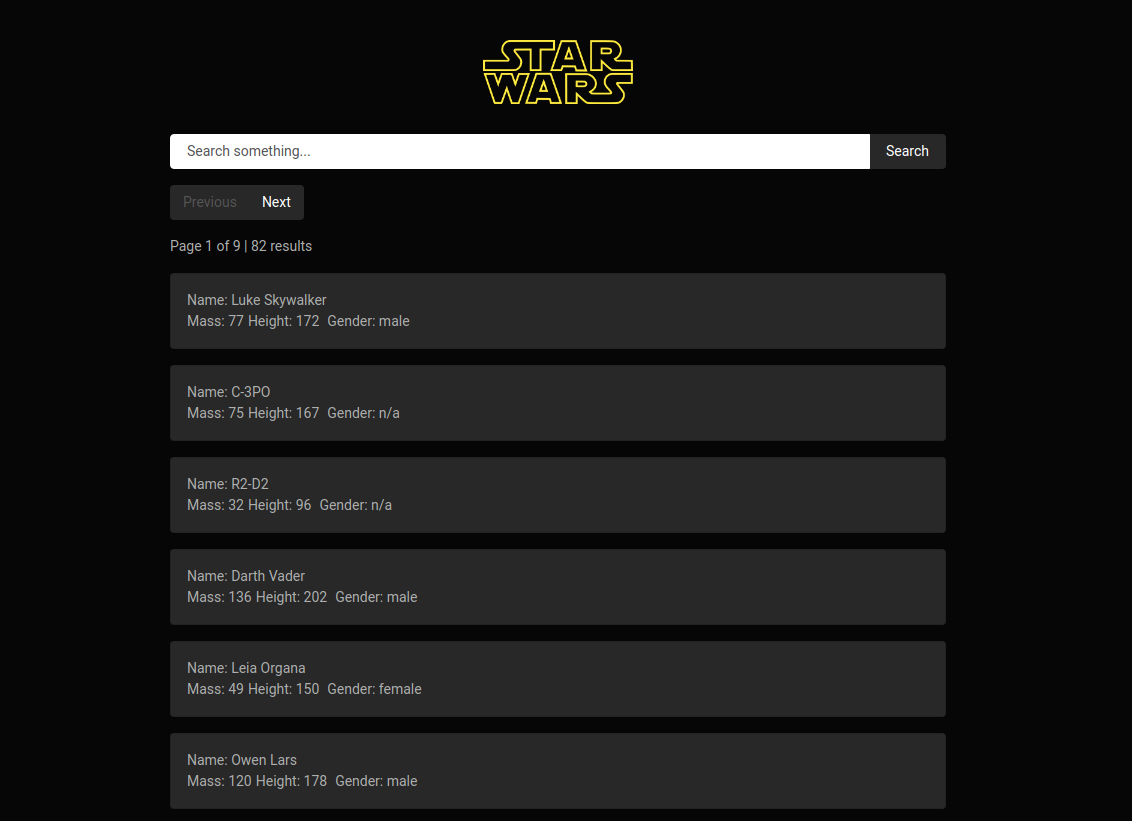 STAR
WARS
Search something...
Search
Previous
Next
Page 1 of 9 | 82 results
Name: Luke Skywalker
Mass: 77 Height: 172 Gender: male
Name: C-3PO
Mass: 75 Height: 167 Gender: n/a
Name: R2-D2
Mass: 32 Height: 96 Gender: n/a
Name: Darth Vader
Mass: 136 Height: 202 Gender: male
Name: Leia Organa
Mass: 49 Height: 150 Gender: female
Name: Owen Lars
Mass: 120 Height: 178 Gender: male